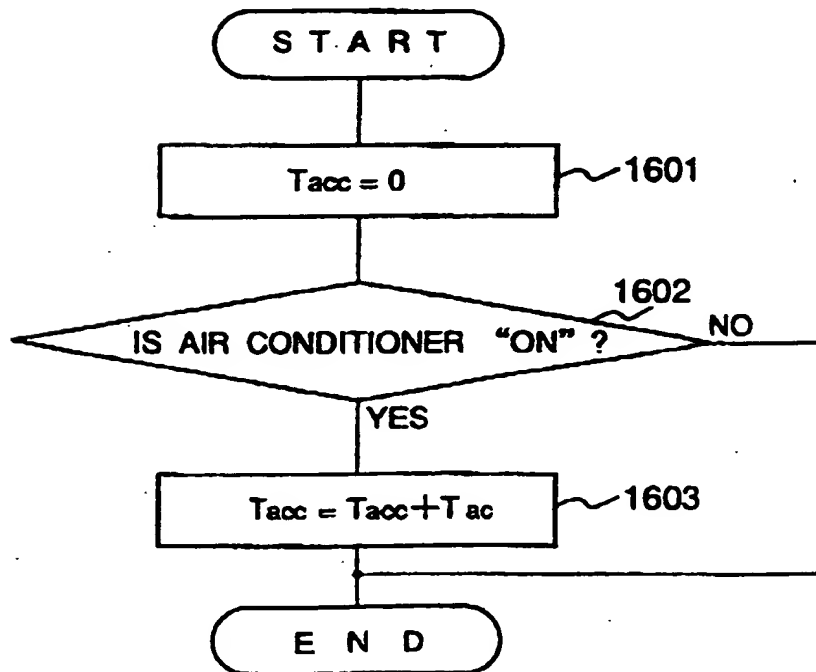 START
Tacc = 0
1601
1602
IS AIR CONDITIONER "ON" ?
NO
YES
Tacc = Tacc+Tac
1603
END